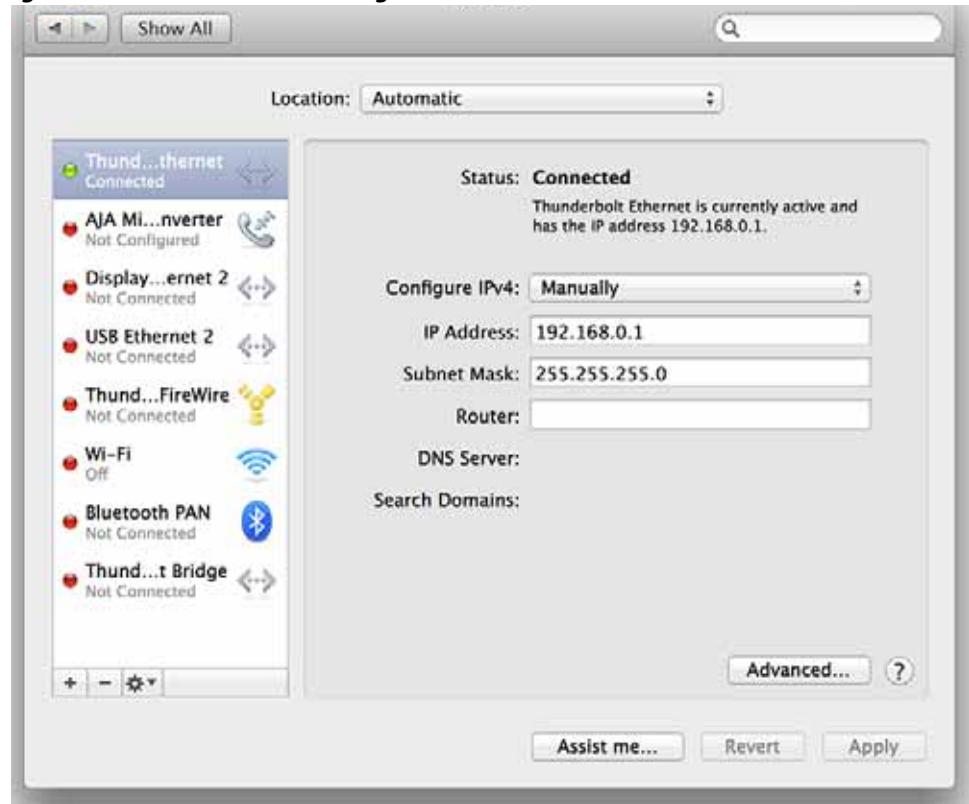 Show All
Location: Automatic
Thund...thernet
Connected
AJA Mi...nverter
Not Configured
Display...ernet 2
Not Connected
USB Ethernet 2
Not Connected
Thund...FireWire
Not Connected
Wi-Fi
Off
Bluetooth PAN
Not Connected
Thund...t Bridge
Not Connected
+ -
Status: Connected
Thunderbolt Ethernet is currently active and
has the IP address 192.168.0.1.
Configure IPv4: Manually
IP Address: 192.168.0.1
Subnet Mask: 255.255.255.0
Router:
DNS Server:
Search Domains:
Advanced... ?
Assist me... Revert Apply